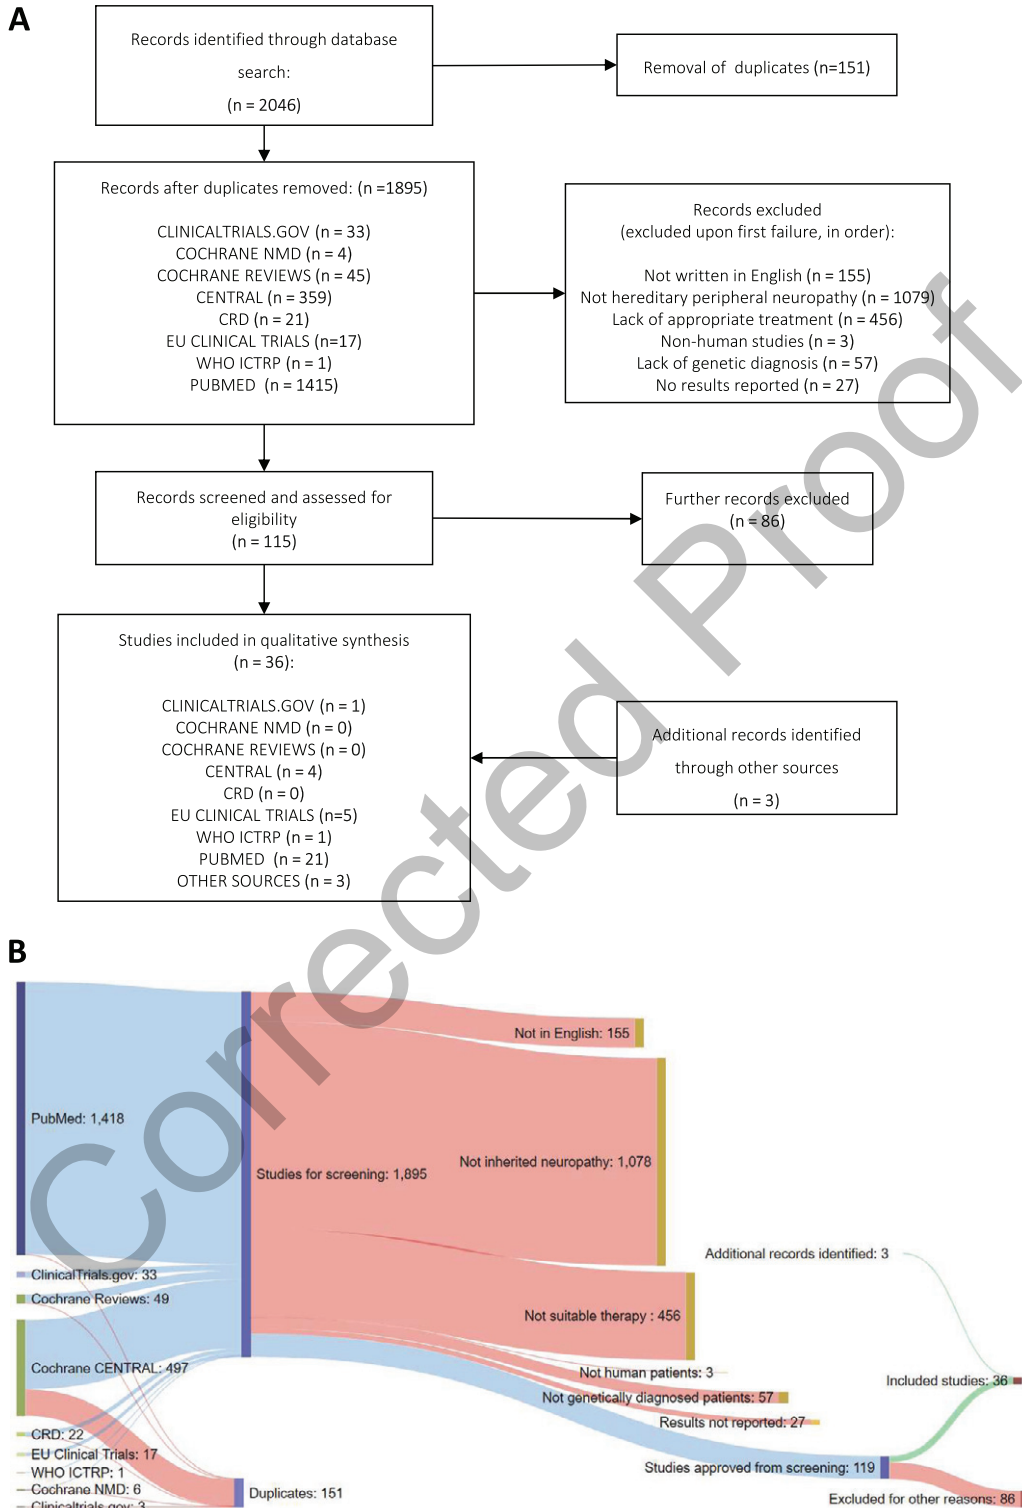 A
Records identified through database
search:
(n = 2046)
Removal of duplicates (n=151)
Records after duplicates removed: (n =1895)
CLINICALTRIALS.GOV (n = 33)
COCHRANE NMD (n = 4)
COCHRANE REVIEWS (n = 45)
CENTRAL (n = 359)
CRD (n = 21)
EU CLINICAL TRIALS (n=17)
WHO ICTRP (n = 1)
PUBMED (n = 1415)
Records excluded
(excluded upon first failure, in order):
Not written in English (n = 155)
Not hereditary peripheral neuropathy (n = 1079)
Lack of appropriate treatment (n = 456)
Non-human studies (n = 3)
Lack of genetic diagnosis (n = 57)
No results reported (n = 27)
Records screened and assessed for
eligibility
(n = 115)
Further records excluded
(n = 86)
Studies included in qualitative synthesis
(n = 36):
CLINICALTRIALS.GOV (n = 1)
COCHRANE NMD (n = 0)
COCHRANE REVIEWS (n = 0)
CENTRAL (n = 4)
CRD (n = 0)
EU CLINICAL TRIALS (n=5)
WHO ICTRP (n = 1)
PUBMED (n = 21)
OTHER SOURCES (n = 3)
Additional records identified
through other sources
(n = 3)
Corrected Proof
B
PubMed: 1,418
ClinicalTrials.gov: 33
Cochrane Reviews: 49
Cochrane CENTRAL: 497
CRD: 22
EU Clinical Trials: 17
WHO ICTRP: 1
Cochrane NMD: 6
Clinicaltrials.gov: 3
Studies for screening: 1,895
Duplicates: 151
Not in English: 155
Not inherited neuropathy: 1,078
Not suitable therapy : 456
Not human patients: 3
Not genetically diagnosed patients: 57
Results not reported: 27
Studies approved from screening: 119
Additional records identified: 3
Included studies: 36
Excluded for other reasons: 86